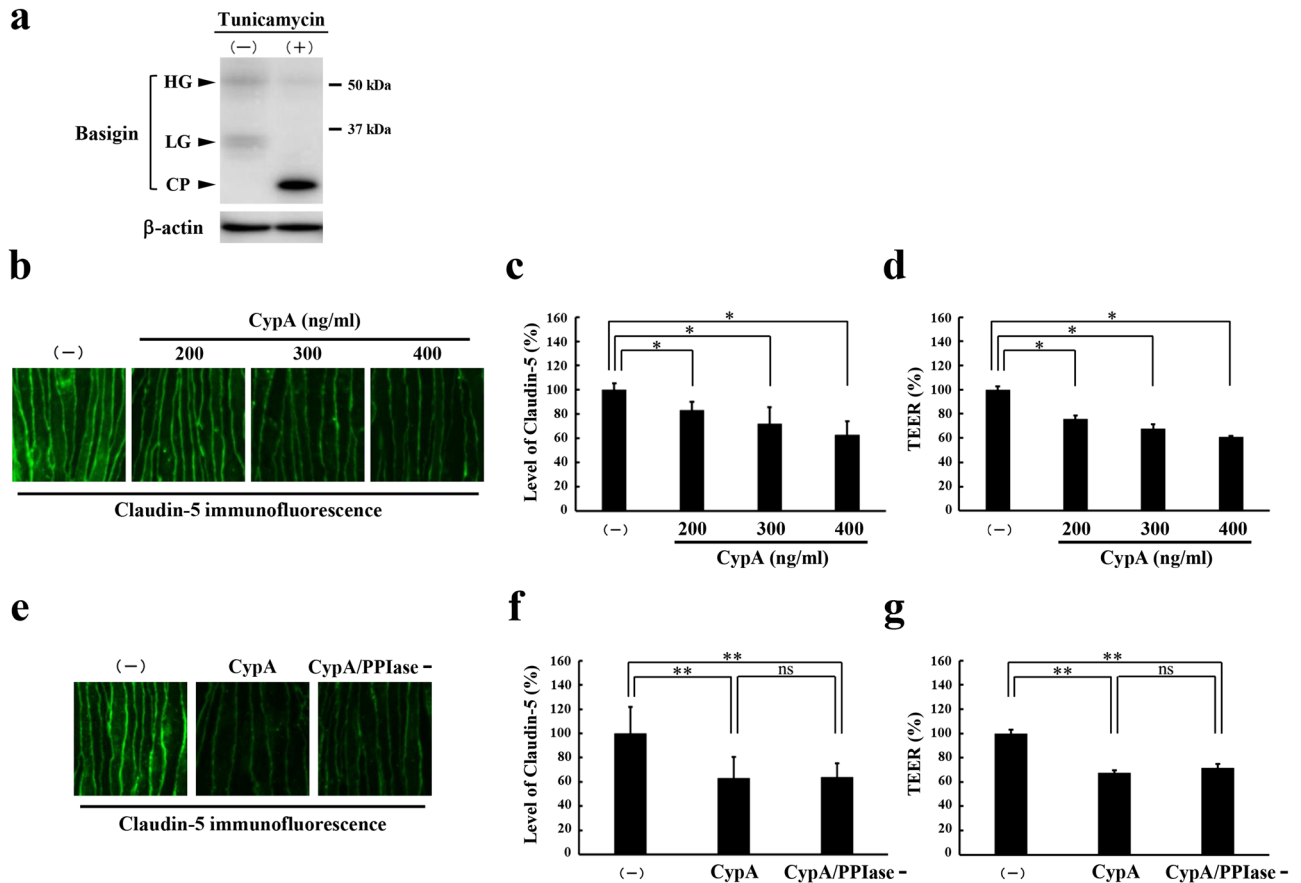 a
Tunicamycin
(−) (+)
HG
50 kDa
37 kDa
Basigin
LG
CP
β-actin
b
CypA (ng/ml)
(−) 200 300 400
Claudin-5 immunofluorescence
c
Level of Claudin-5 (%)
160
140
120
100
80
60
40
20
0
*
*
*
(−) 200 300 400
CypA (ng/ml)
d
TEER (%)
160
140
120
100
80
60
40
20
0
*
*
*
(−) 200 300 400
CypA (ng/ml)
e
(−) CypA CypA/PPIase −
Claudin-5 immunofluorescence
f
Level of Claudin-5 (%)
160
140
120
100
80
60
40
20
0
**
** ns
(−) CypA CypA/PPIase −
g
TEER (%)
160
140
120
100
80
60
40
20
0
**
** ns
(−) CypA CypA/PPIase −